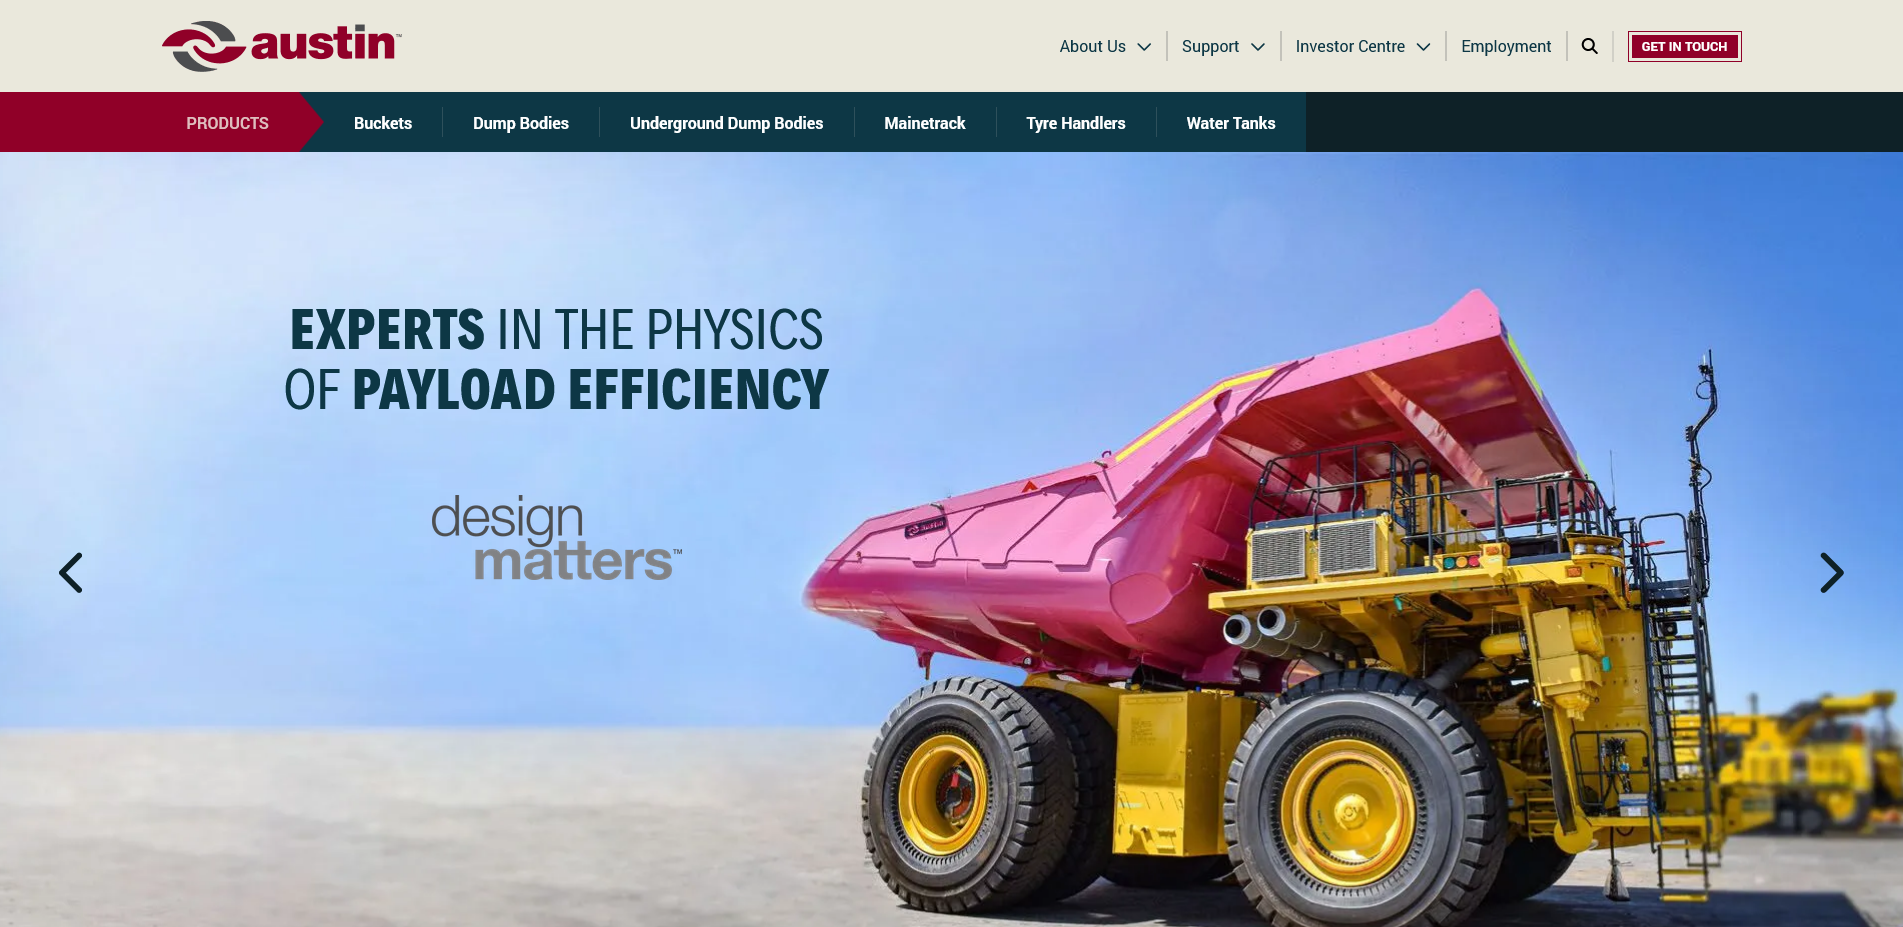 austin™
About Us
Support
Investor Centre
Employment
GET IN TOUCH
PRODUCTS
Buckets
Dump Bodies
Underground Dump Bodies
Mainetrack
Tyre Handlers
Water Tanks
EXPERTS IN THE PHYSICS
OF PAYLOAD EFFICIENCY
design
matters™
austin